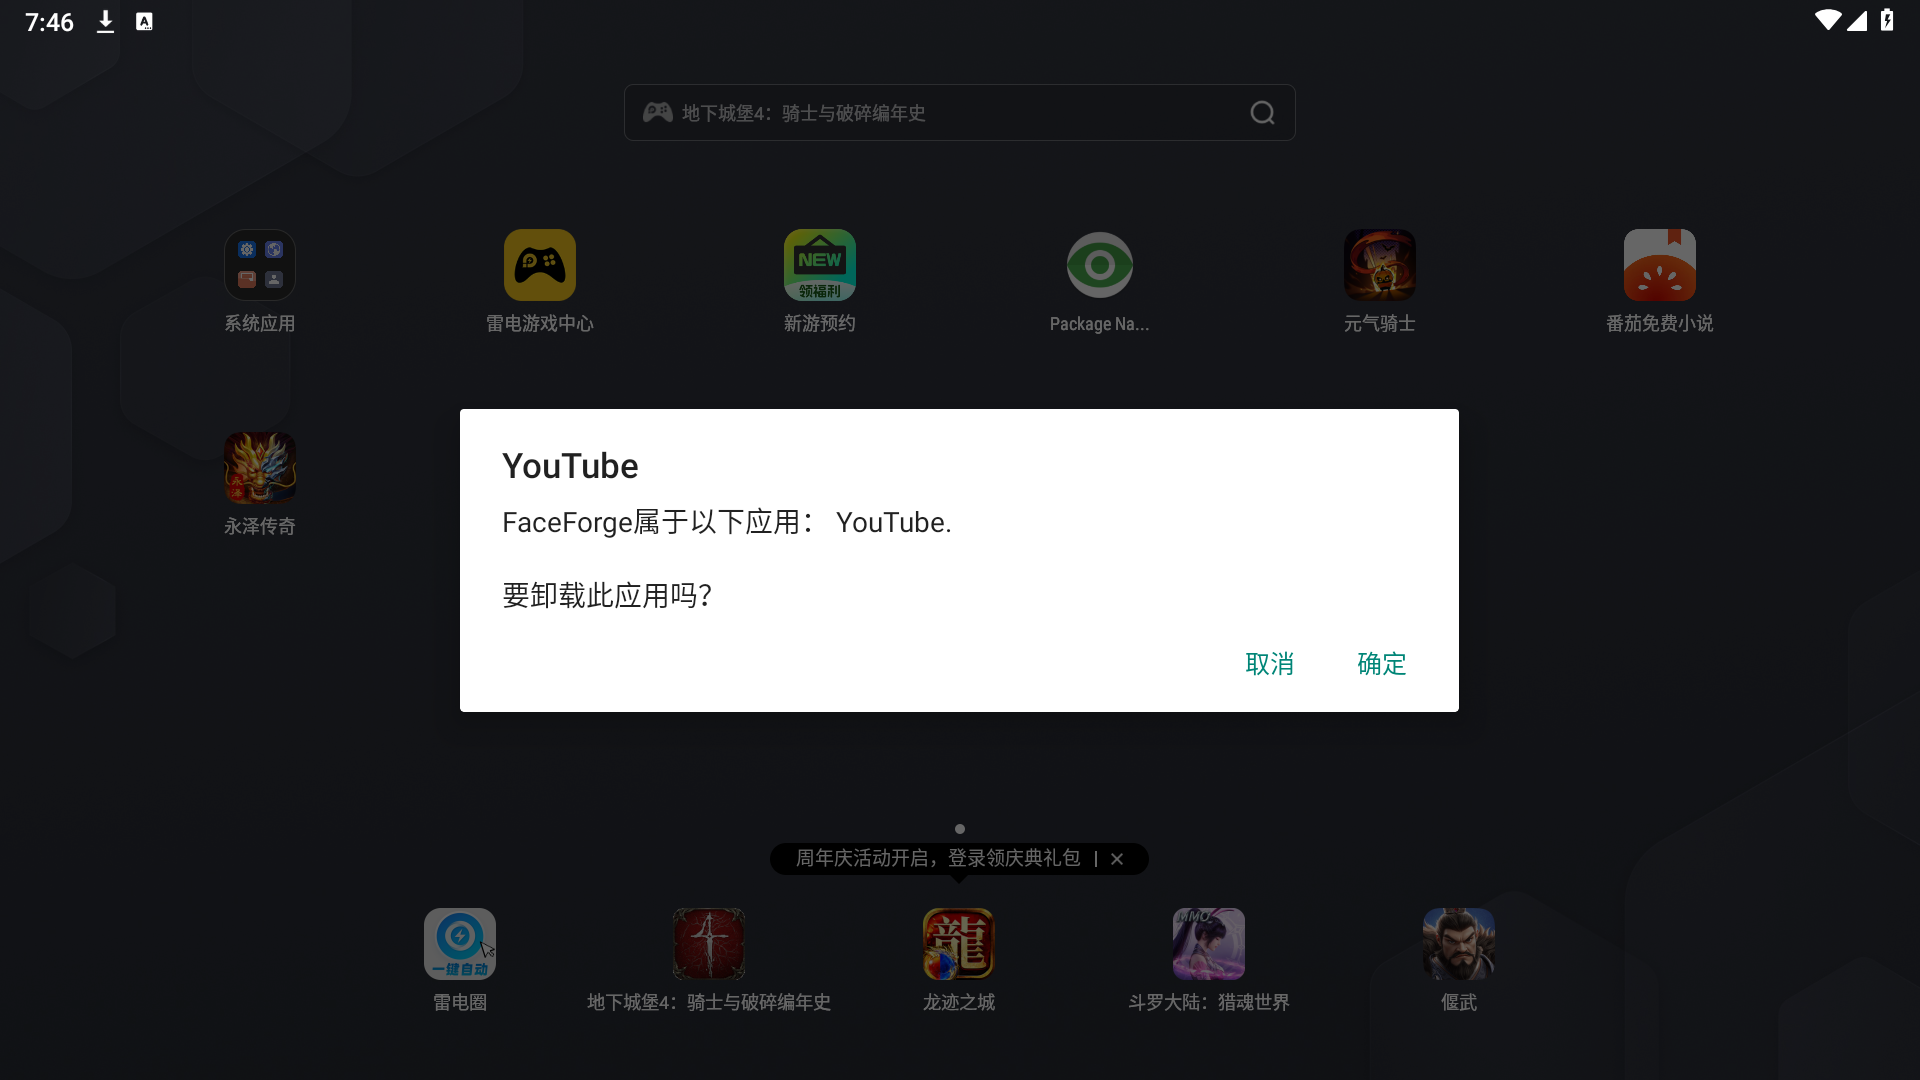 7:46
地下城堡4：骑士与破碎编年史
NEW
领福利
系统应用
雷电游戏中心
新游预约
Package Na...
元气骑士
番茄免费小说
永泽
永泽传奇
YouTube
FaceForge属于以下应用： YouTube.
要卸载此应用吗？
取消
确定
周年庆活动开启，登录领庆典礼包
一键自动
龍
MMO
雷电圈
地下城堡4：骑士与破碎编年史
龙迹之城
斗罗大陆：猎魂世界
偃武